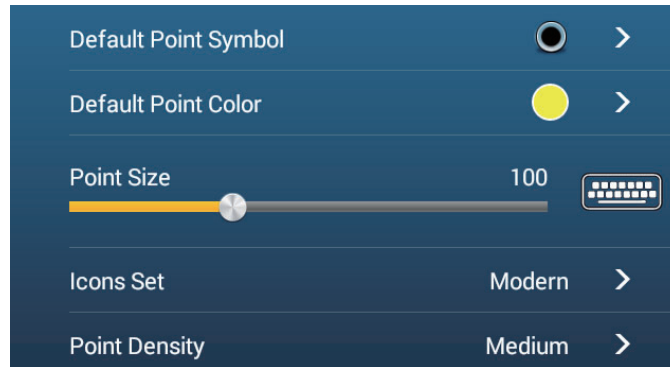 Default Point Symbol
Default Point Color
Point Size 100
Icons Set Modern
Point Density Medium